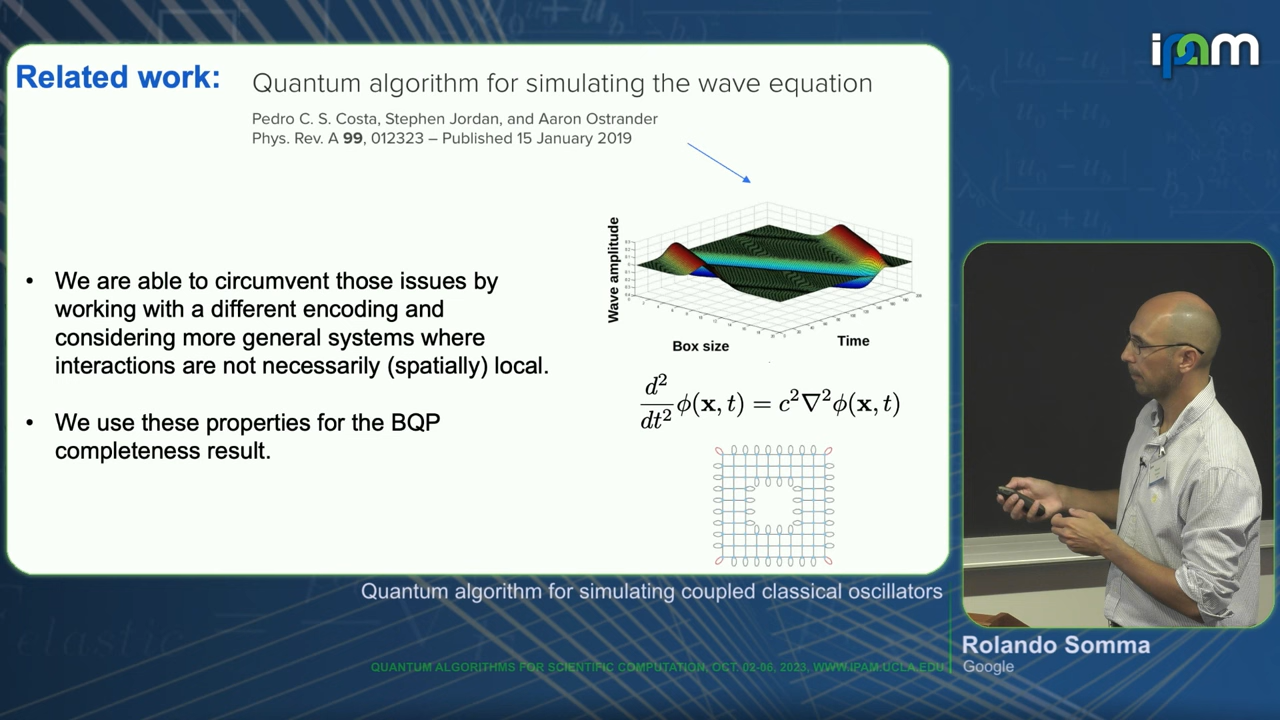 ipam
Related work:
Quantum algorithm for simulating the wave equation
Pedro C. S. Costa, Stephen Jordan, and Aaron Ostrander
Phys. Rev. A 99, 012323 – Published 15 January 2019
Wave amplitude
Box size
Time
• We are able to circumvent those issues by
working with a different encoding and
considering more general systems where
interactions are not necessarily (spatially) local.
d²/dt² ϕ(x, t) = c²∇²ϕ(x, t)
• We use these properties for the BQP
completeness result.
Quantum algorithm for simulating coupled classical oscillators
Rolando Somma
Google
QUANTUM ALGORITHMS FOR SCIENTIFIC COMPUTATION, OCT. 02-06, 2023, WWW.IPAM.UCLA.EDU
elastic